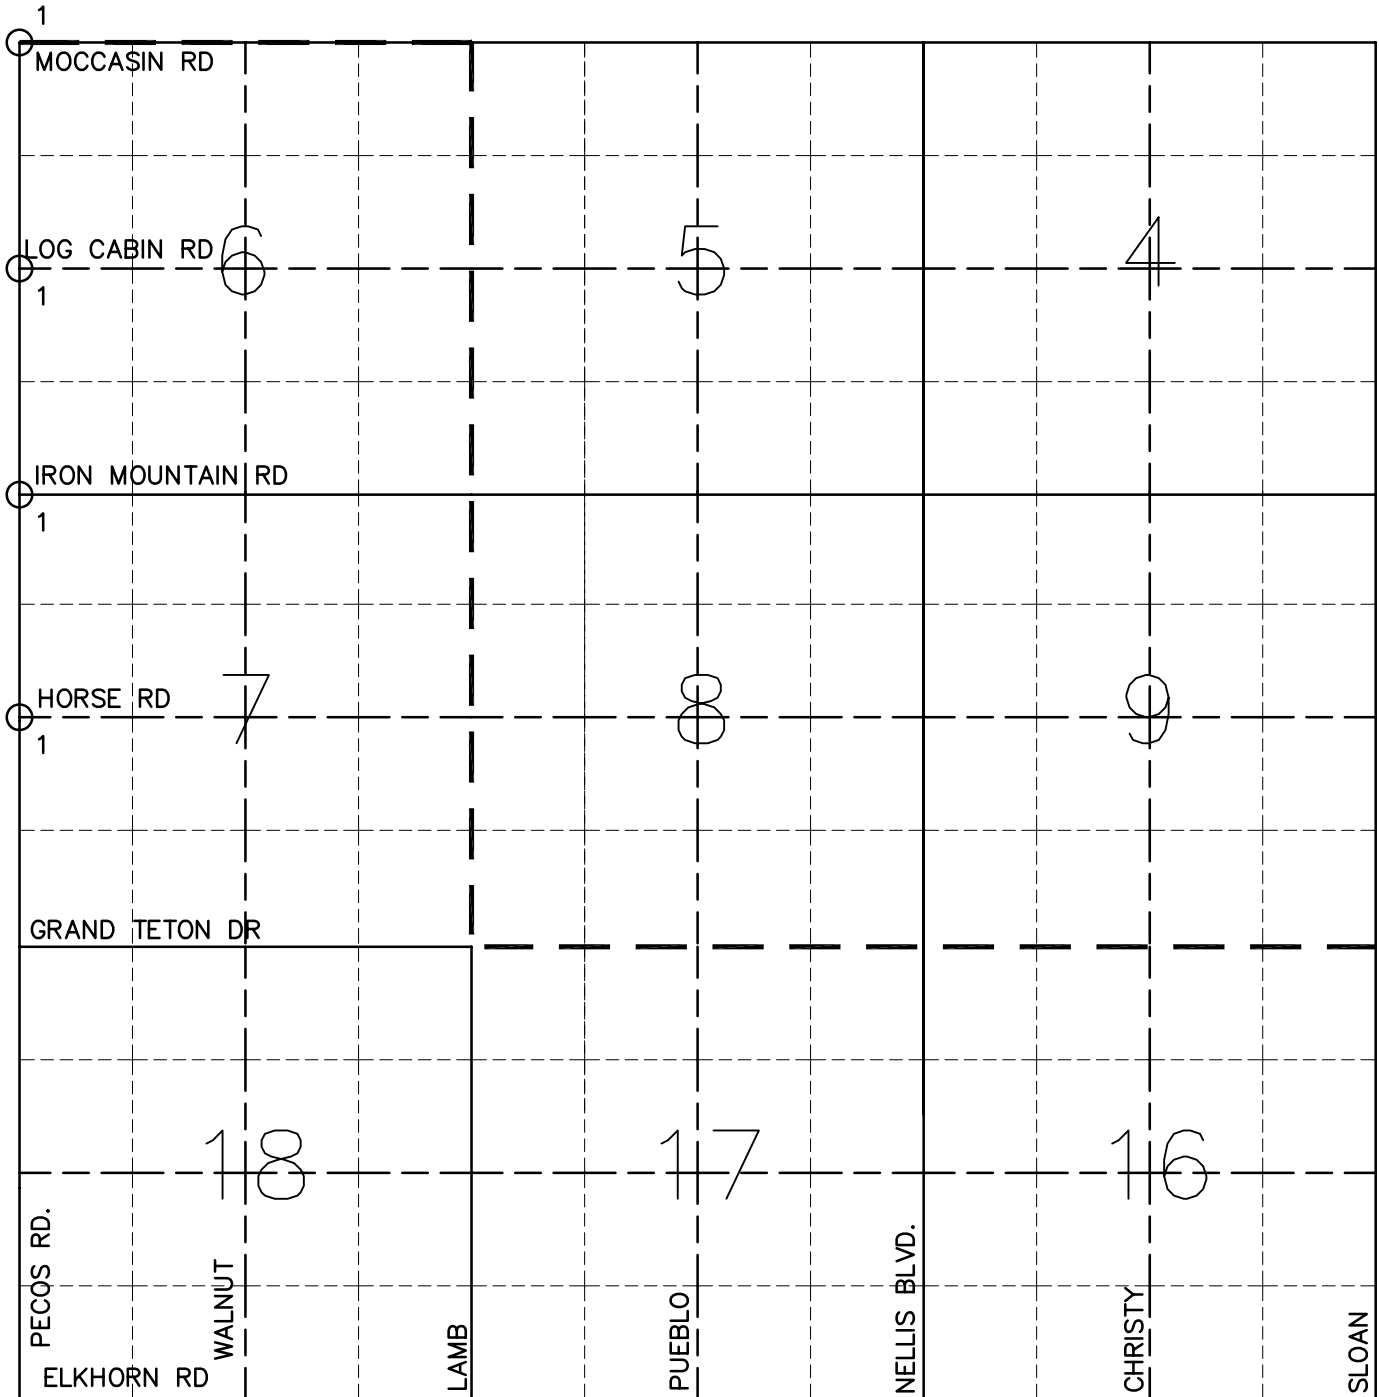 1
MOCCASIN RD
LOG CABIN RD
6
5
4
1
IRON MOUNTAIN RD
1
HORSE RD
7
8
9
1
GRAND TETON DR
18
17
16
PECOS RD.
WALNUT
LAMB
PUEBLO
NELLIS BLVD.
CHRISTY
SLOAN
ELKHORN RD